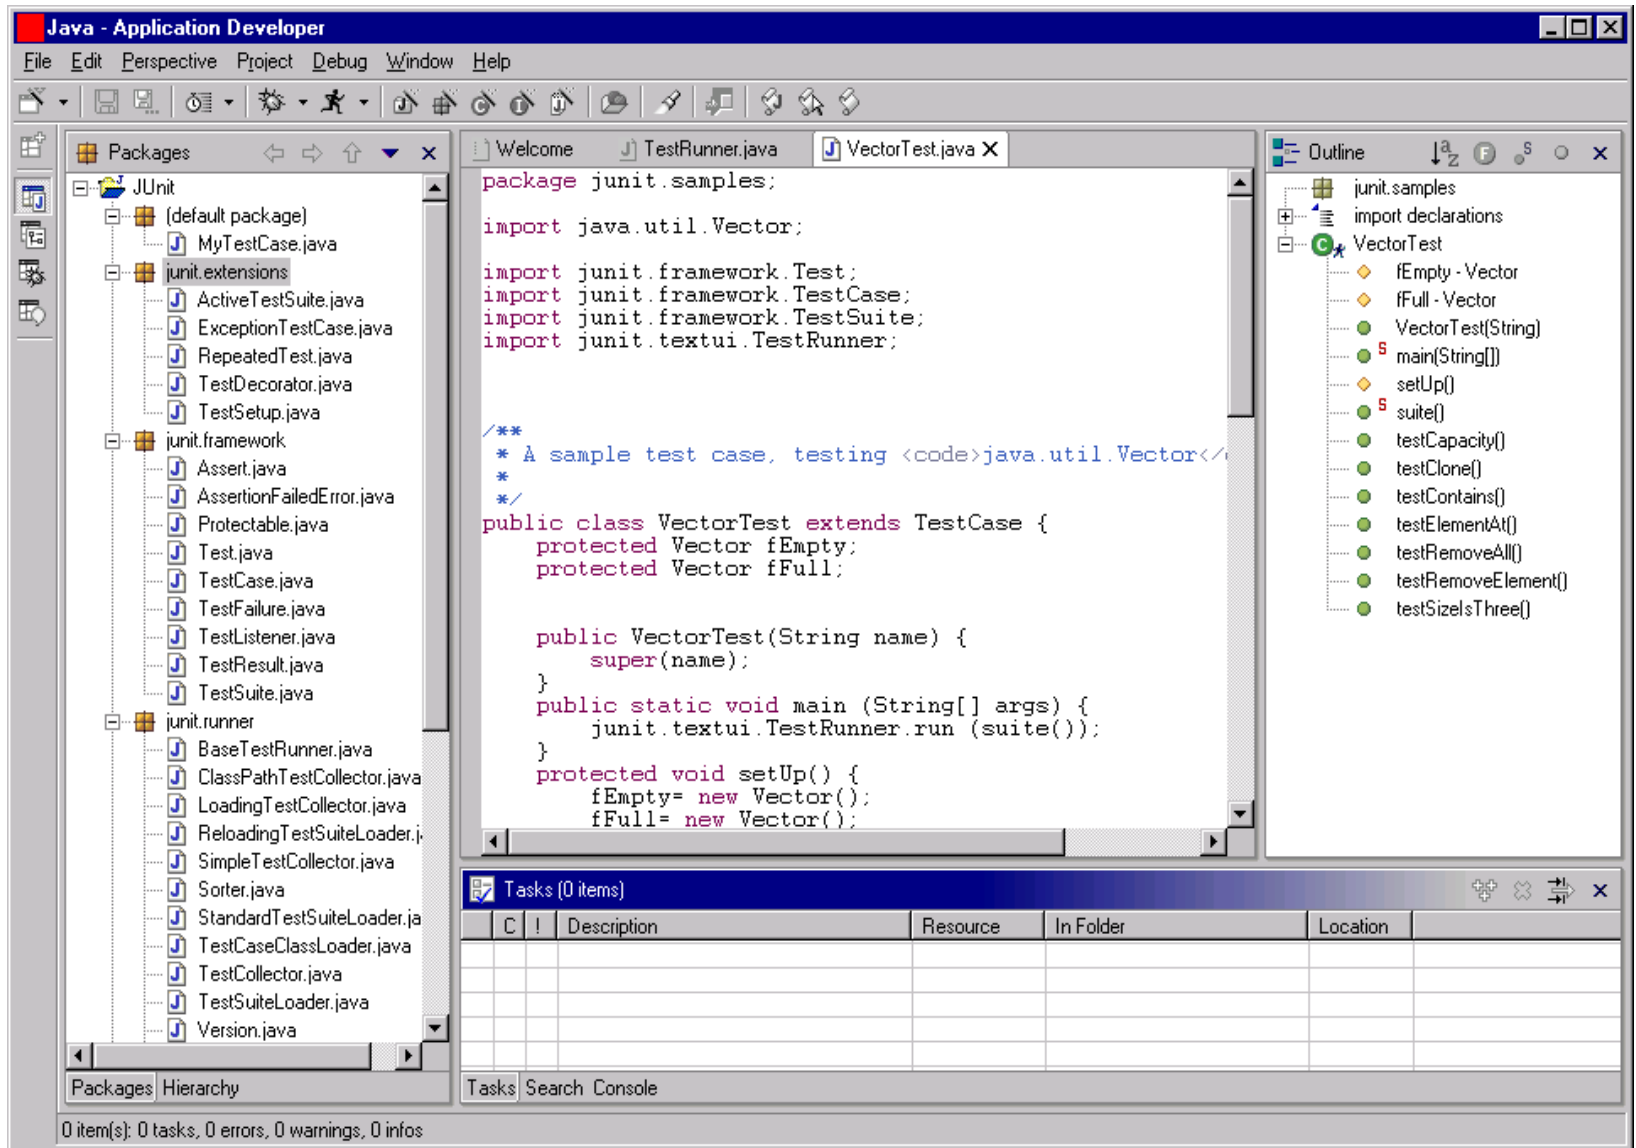 Java - Application Developer
File Edit Perspective Project Debug Window Help
Packages
JUnit
(default package)
MyTestCase.java
junit.extensions
ActiveTestSuite.java
ExceptionTestCase.java
RepeatedTest.java
TestDecorator.java
TestSetup.java
junit.framework
Assert.java
AssertionFailedError.java
Protectable.java
Test.java
TestCase.java
TestFailure.java
TestListener.java
TestResult.java
TestSuite.java
junit.runner
BaseTestRunner.java
ClassPathTestCollector.java
LoadingTestCollector.java
ReloadingTestSuiteLoader.j
SimpleTestCollector.java
Sorter.java
StandardTestSuiteLoader.ja
TestCaseClassLoader.java
TestCollector.java
TestSuiteLoader.java
Version.java
Packages Hierarchy
Welcome TestRunner.java VectorTest.java
package junit.samples;
import java.util.Vector;
import junit.framework.Test;
import junit.framework.TestCase;
import junit.framework.TestSuite;
import junit.textui.TestRunner;
/**
* A sample test case, testing <code>java.util.Vector</
*
*/
public class VectorTest extends TestCase {
protected Vector fEmpty;
protected Vector fFull;
public VectorTest(String name) {
super(name);
}
public static void main (String[] args) {
junit.textui.TestRunner.run (suite());
}
protected void setUp() {
fEmpty= new Vector();
fFull= new Vector();
Outline
junit.samples
import declarations
VectorTest
fEmpty - Vector
fFull - Vector
VectorTest(String)
S main(String[])
setUp()
S suite()
testCapacity()
testClone()
testContains()
testElementAt()
testRemoveAll()
testRemoveElement()
testSizeIsThree()
Tasks (0 items)
C ! Description Resource In Folder Location
Tasks Search Console
0 item(s): 0 tasks, 0 errors, 0 warnings, 0 infos